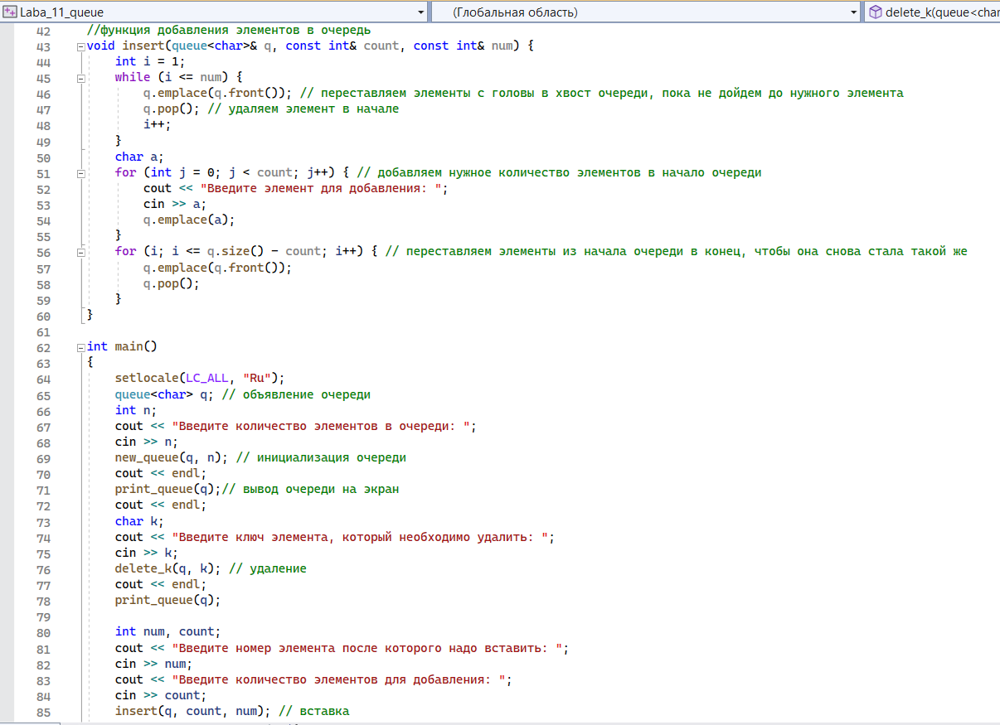 Laba_11_queue (Глобальная область) delete_k(queue<char
42 //функция добавления элементов в очередь
43 void insert(queue<char>& q, const int& count, const int& num) {
44 int i = 1;
45 while (i <= num) {
46 q.emplace(q.front()); // переставляем элементы с головы в хвост очереди, пока не дойдем до нужного элемента
47 q.pop(); // удаляем элемент в начале
48 i++;
49 }
50 char a;
51 for (int j = 0; j < count; j++) { // добавляем нужное количество элементов в начало очереди
52 cout << "Введите элемент для добавления: ";
53 cin >> a;
54 q.emplace(a);
55 }
56 for (i; i <= q.size() - count; i++) { // переставляем элементы из начала очереди в конец, чтобы она снова стала такой же
57 q.emplace(q.front());
58 q.pop();
59 }
60 }
61
62 int main()
63 {
64 setlocale(LC_ALL, "Ru");
65 queue<char> q; // объявление очереди
66 int n;
67 cout << "Введите количество элементов в очереди: ";
68 cin >> n;
69 new_queue(q, n); // инициализация очереди
70 cout << endl;
71 print_queue(q);// вывод очереди на экран
72 cout << endl;
73 char k;
74 cout << "Введите ключ элемента, который необходимо удалить: ";
75 cin >> k;
76 delete_k(q, k); // удаление
77 cout << endl;
78 print_queue(q);
79
80 int num, count;
81 cout << "Введите номер элемента после которого надо вставить: ";
82 cin >> num;
83 cout << "Введите количество элементов для добавления: ";
84 cin >> count;
85 insert(q, count, num); // вставка